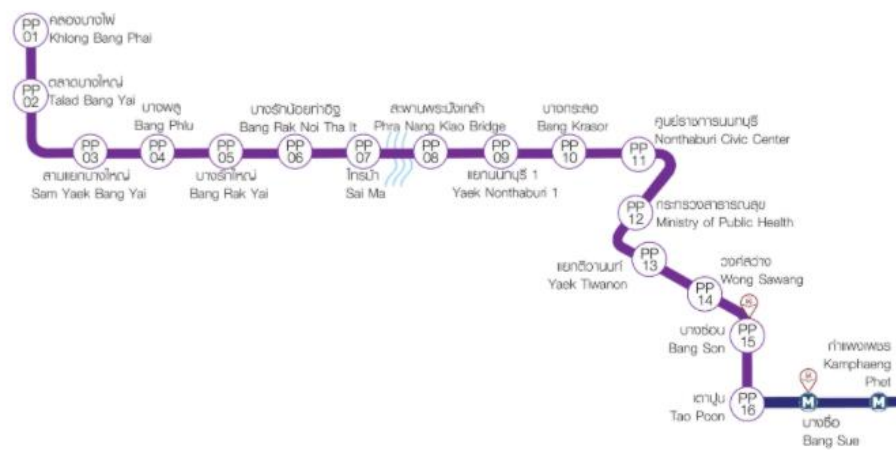 PP
01
คลองบางไผ่
Khlong Bang Phai
PP
02
ตลาดบางใหญ่
Talad Bang Yai
PP
03
สามแยกบางใหญ่
Sam Yaek Bang Yai
บางพลู
Bang Phlu
PP
04
PP
05
บางรักใหญ่
Bang Rak Yai
บางรักน้อยท่าอิฐ
Bang Rak Noi Tha It
PP
06
PP
07
ไทรม้า
Sai Ma
สะพานพระนั่งเกล้า
Phra Nang Klao Bridge
PP
08
PP
09
แยกนนทบุรี 1
Yaek Nonthaburi 1
บางกระสอ
Bang Krasor
PP
10
ศูนย์ราชการนนทบุรี
Nonthaburi Civic Center
PP
11
PP
12
กระทรวงสาธารณสุข
Ministry of Public Health
แยกติวานนท์
Yaek Tiwanon
PP
13
วงศ์สว่าง
Wong Sawang
PP
14
บางซ่อน
Bang Son
PP
15
กำแพงเพชร
Kamphaeng
Phet
เตาปูน
Tao Poon
PP
16
M
M
บางซื่อ
Bang Sue